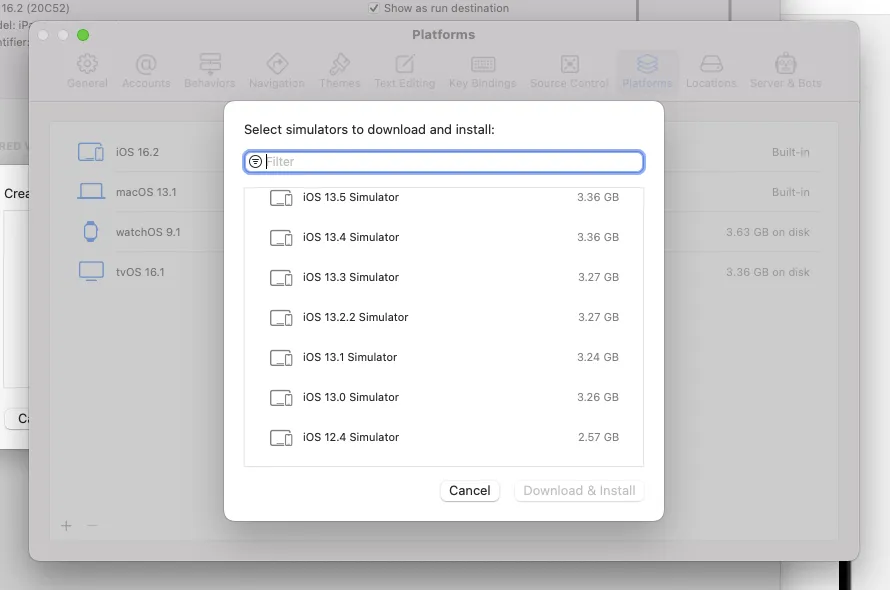 16.2 (20C52)
Show as run destination
del: iPa
ntifier:
Platforms
General
Accounts
Behaviors
Navigation
Themes
Text Editing
Key Bindings
Source Control
Platforms
Locations
Server & Bots
RED
Crea
iOS 16.2
Built-in
macOS 13.1
Built-in
watchOS 9.1
3.63 GB on disk
tvOS 16.1
3.36 GB on disk
Select simulators to download and install:
Filter
iOS 13.5 Simulator 3.36 GB
iOS 13.4 Simulator 3.36 GB
iOS 13.3 Simulator 3.27 GB
iOS 13.2.2 Simulator 3.27 GB
iOS 13.1 Simulator 3.24 GB
iOS 13.0 Simulator 3.26 GB
iOS 12.4 Simulator 2.57 GB
Cancel
Download & Install
Ca